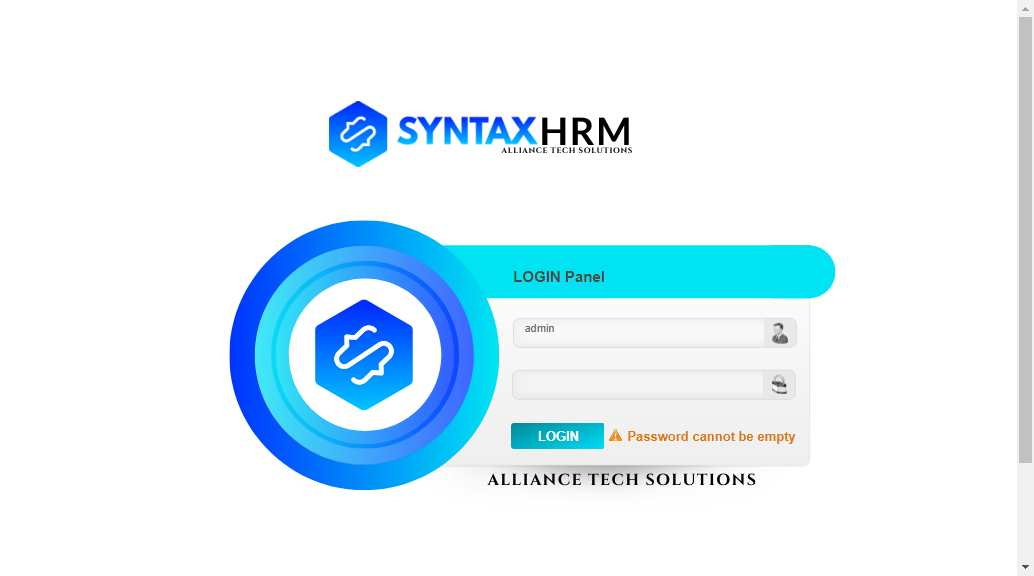 SYNTAXHRM
ALLIANCE TECH SOLUTIONS
LOGIN Panel
admin
LOGIN Password cannot be empty
ALLIANCE TECH SOLUTIONS